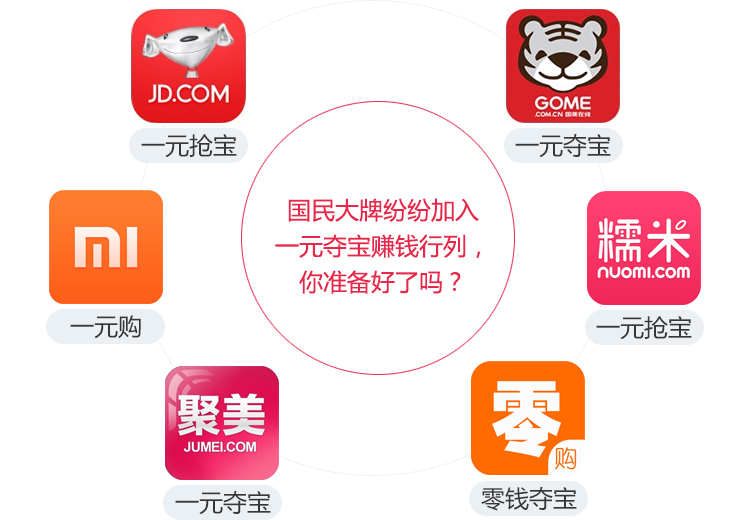 JD.COM
一元抢宝
GOME
.COM.CN 国美在线
一元夺宝
国民大牌纷纷加入
一元夺宝赚钱行列，
你准备好了吗？
mi
一元购
糯米
nuomi.com
一元抢宝
聚美
JUMEI.COM
一元夺宝
零
购
零钱夺宝